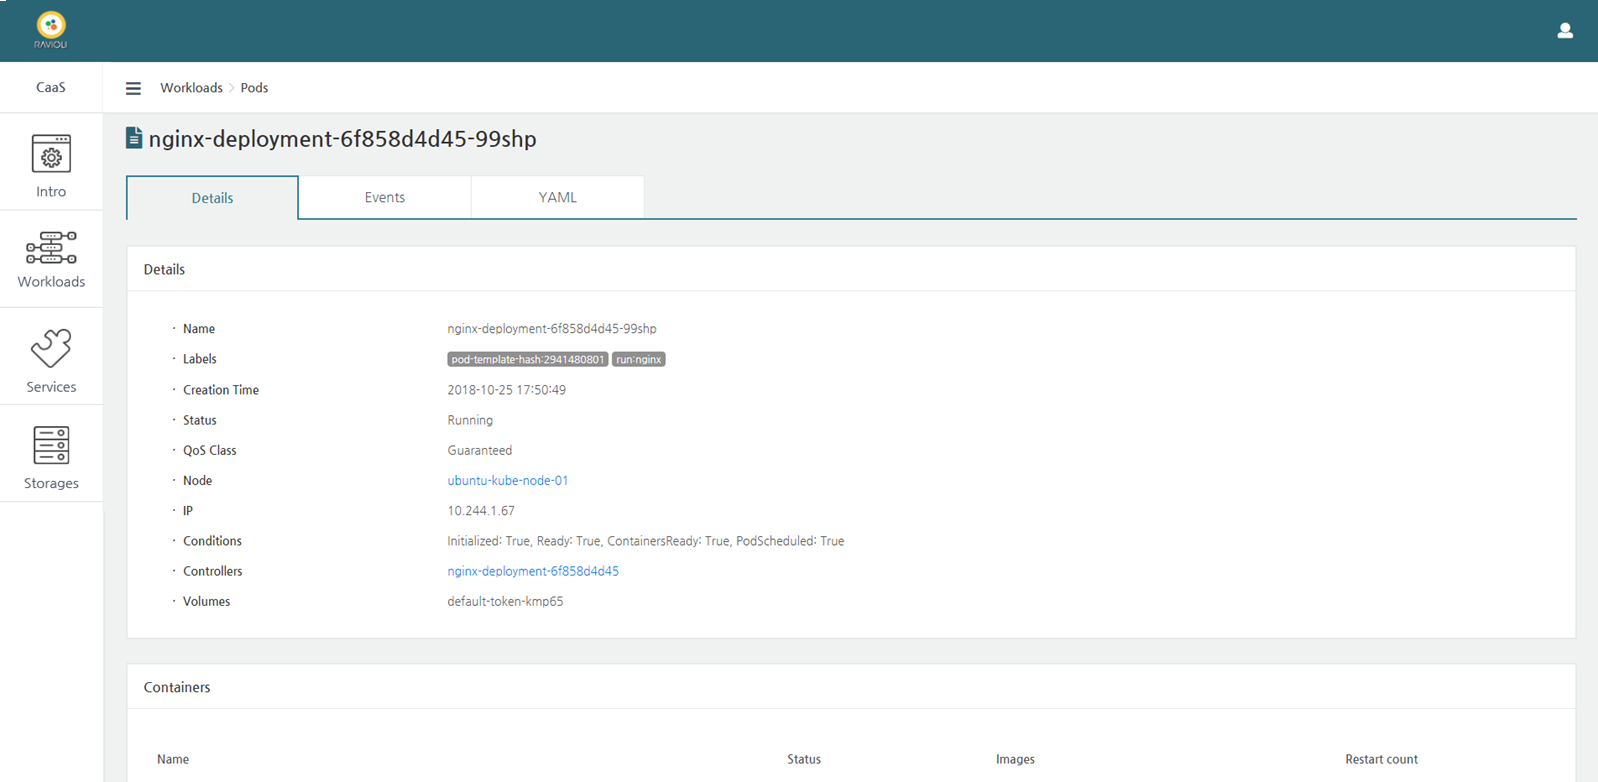 RAVIOLI
CaaS
Workloads > Pods
nginx-deployment-6f858d4d45-99shp
Intro
Details
Events
YAML
Workloads
Services
Storages
Details
· Name nginx-deployment-6f858d4d45-99shp
· Labels pod-template-hash:2941480801 run:nginx
· Creation Time 2018-10-25 17:50:49
· Status Running
· QoS Class Guaranteed
· Node ubuntu-kube-node-01
· IP 10.244.1.67
· Conditions Initialized: True, Ready: True, ContainersReady: True, PodScheduled: True
· Controllers nginx-deployment-6f858d4d45
· Volumes default-token-kmp65
Containers
Name Status Images Restart count